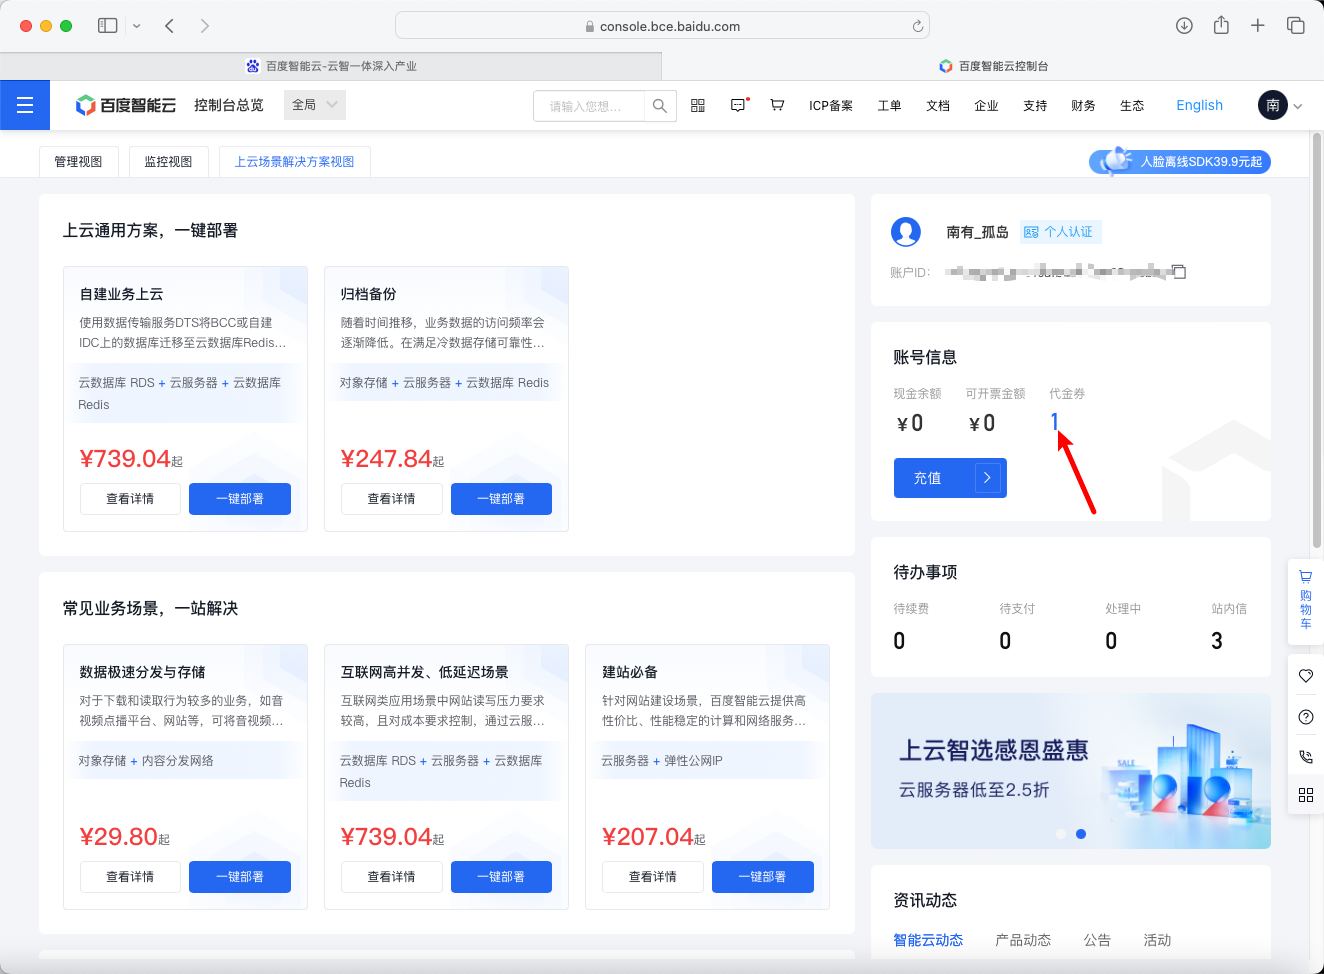 console.bce.baidu.com
百度智能云-云智一体深入产业
百度智能云控制台
百度智能云
控制台总览
全局
请输入您想...
ICP备案
工单
文档
企业
支持
财务
生态
English
南
管理视图
监控视图
上云场景解决方案视图
人脸离线SDK39.9元起
上云通用方案，一键部署
自建业务上云
使用数据传输服务DTS将BCC或自建
IDC上的数据库迁移至云数据库Redis...
云数据库 RDS + 云服务器 + 云数据库
Redis
¥739.04起
查看详情
一键部署
归档备份
随着时间推移，业务数据的访问频率会
逐渐降低。在满足冷数据存储可靠性...
对象存储 + 云服务器 + 云数据库 Redis
¥247.84起
查看详情
一键部署
常见业务场景，一站解决
数据极速分发与存储
对于下载和读取行为较多的业务，如音
视频点播平台、网站等，可将音视频...
对象存储 + 内容分发网络
¥29.80起
查看详情
一键部署
互联网高并发、低延迟场景
互联网类应用场景中网站读写压力要求
较高，且对成本要求控制，通过云服...
云数据库 RDS + 云服务器 + 云数据库
Redis
¥739.04起
查看详情
一键部署
建站必备
针对网站建设场景，百度智能云提供高
性价比、性能稳定的计算和网络服务...
云服务器 + 弹性公网IP
¥207.04起
查看详情
一键部署
南有_孤岛
个人认证
账户ID：
账号信息
现金余额
可开票金额
代金券
¥0
¥0
1
充值
待办事项
待续费
待支付
处理中
站内信
0
0
0
3
上云智选感恩盛惠
云服务器低至2.5折
SALE
资讯动态
智能云动态
产品动态
公告
活动
购物车